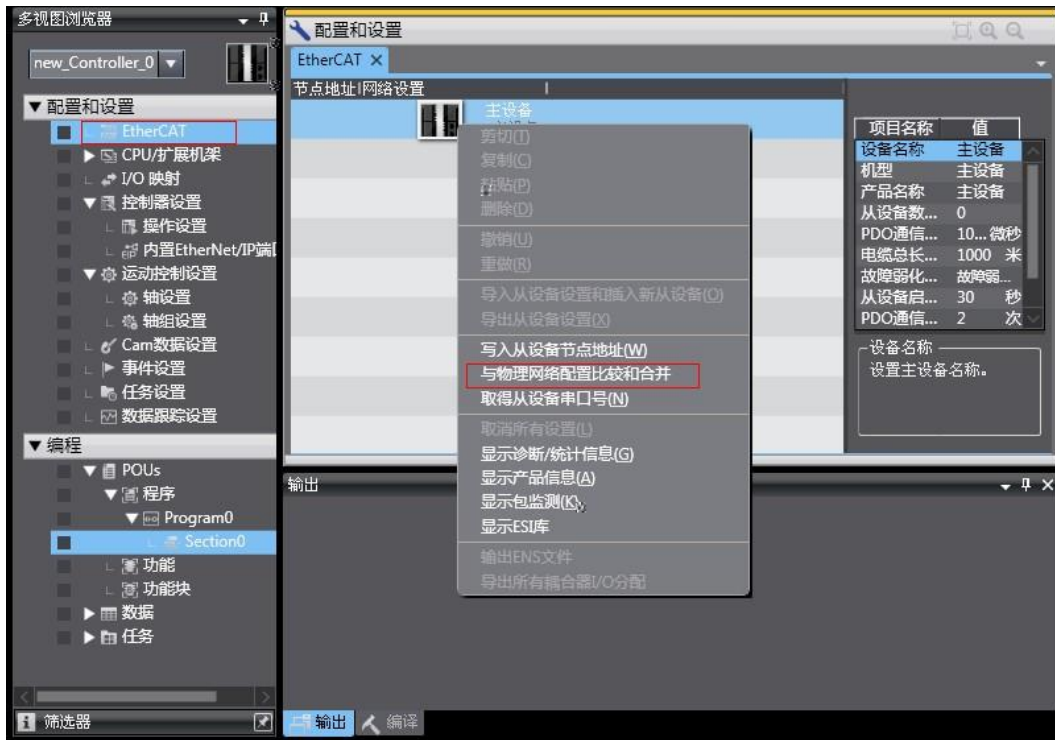 多视图浏览器
new_Controller_0
配置和设置
EtherCAT
CPU/扩展机架
I/O 映射
控制器设置
操作设置
内置EtherNet/IP端
运动控制设置
轴设置
轴组设置
Cam数据设置
事件设置
任务设置
数据跟踪设置
编程
POUs
程序
Program0
Section0
功能
功能块
数据
任务
筛选器
配置和设置
EtherCAT
节点地址 网络设置
主设备
剪切(T)
复制(C)
粘贴(P)
删除(D)
撤销(U)
重做(R)
导入从设备设置和插入新从设备(O)
导出从设备设置(X)
写入从设备节点地址(W)
与物理网络配置比较和合并
取得从设备串口号(N)
取消所有设置(L)
显示诊断/统计信息(G)
显示产品信息(A)
显示包监测(K)
显示ESI库
输出ENS文件
导出所有耦合器I/O分配
项目名称 值
设备名称 主设备
机型 主设备
产品名称 主设备
从设备数... 0
PDO通信... 10... 微秒
电缆总长... 1000 米
故障弱化... 故障弱...
从设备启... 30 秒
PDO通信... 2 次
设备名称
设置主设备名称。
输出
输出 编译